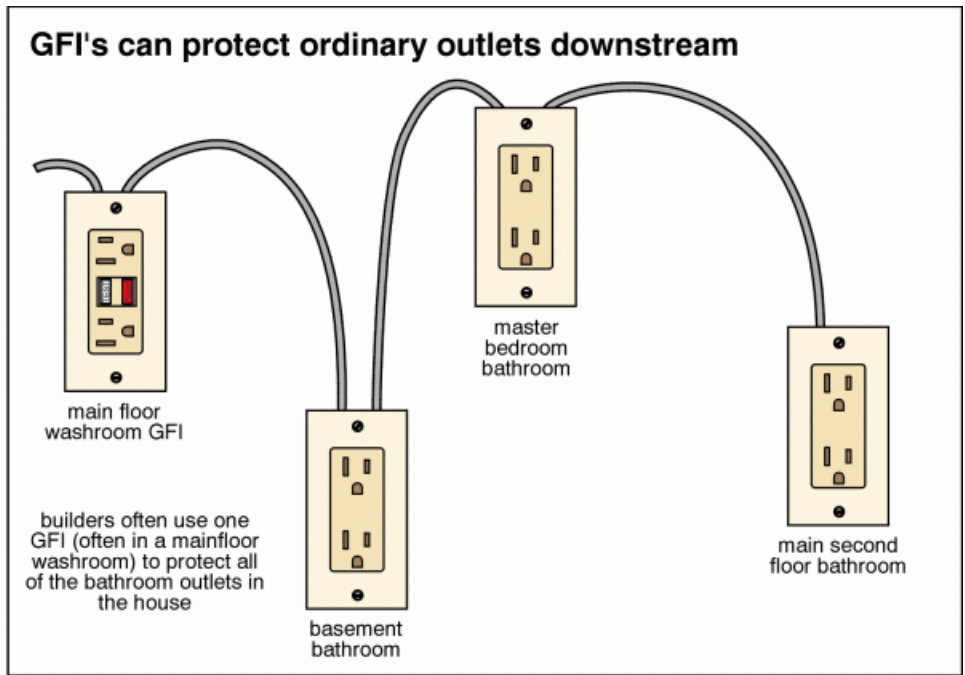 GFI's can protect ordinary outlets downstream
master
bedroom
bathroom
main floor
washroom GFI
builders often use one
GFI (often in a mainfloor
washroom) to protect all
of the bathroom outlets in
the house
main second
floor bathroom
basement
bathroom